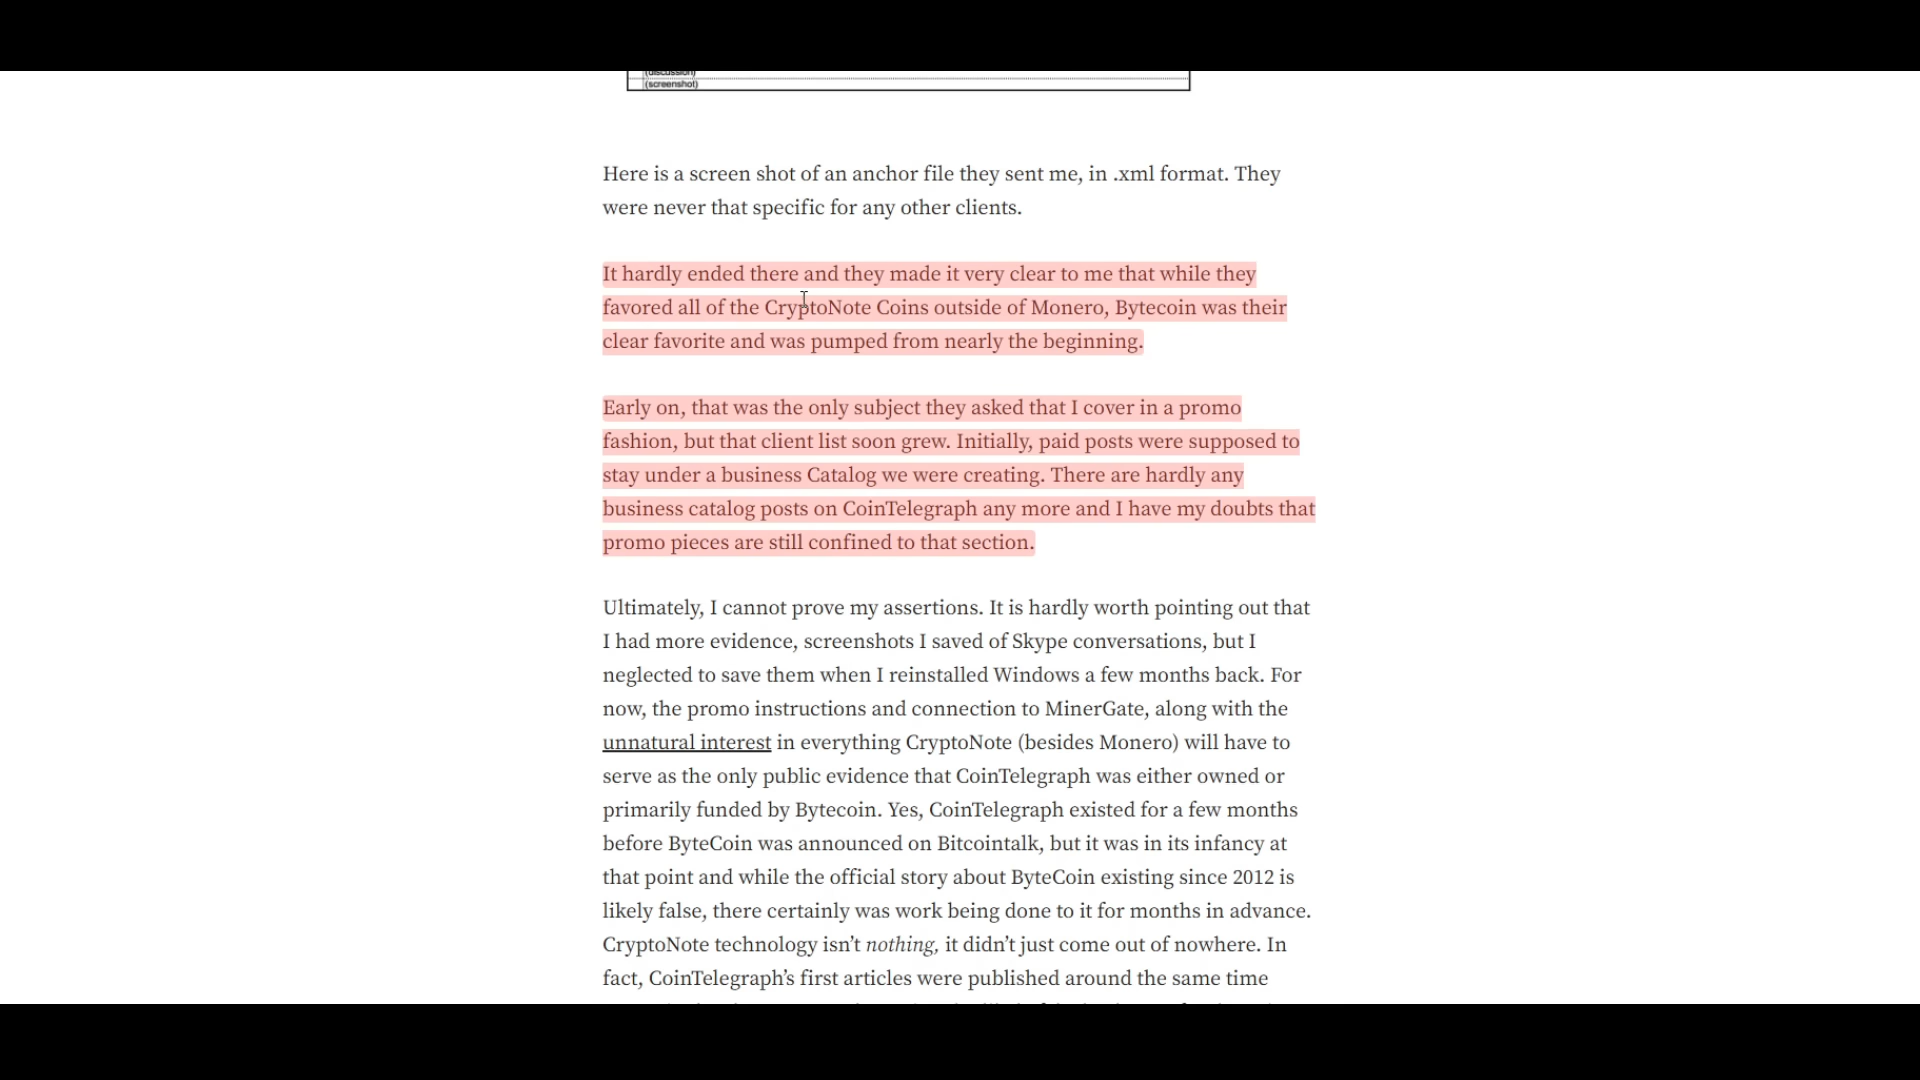 (discussion)
(screenshot)
Here is a screen shot of an anchor file they sent me, in .xml format. They
were never that specific for any other clients.
It hardly ended there and they made it very clear to me that while they
favored all of the CryptoNote Coins outside of Monero, Bytecoin was their
clear favorite and was pumped from nearly the beginning.
Early on, that was the only subject they asked that I cover in a promo
fashion, but that client list soon grew. Initially, paid posts were supposed to
stay under a business Catalog we were creating. There are hardly any
business catalog posts on CoinTelegraph any more and I have my doubts that
promo pieces are still confined to that section.
Ultimately, I cannot prove my assertions. It is hardly worth pointing out that
I had more evidence, screenshots I saved of Skype conversations, but I
neglected to save them when I reinstalled Windows a few months back. For
now, the promo instructions and connection to MinerGate, along with the
unnatural interest in everything CryptoNote (besides Monero) will have to
serve as the only public evidence that CoinTelegraph was either owned or
primarily funded by Bytecoin. Yes, CoinTelegraph existed for a few months
before ByteCoin was announced on Bitcointalk, but it was in its infancy at
that point and while the official story about ByteCoin existing since 2012 is
likely false, there certainly was work being done to it for months in advance.
CryptoNote technology isn't nothing, it didn't just come out of nowhere. In
fact, CoinTelegraph's first articles were published around the same time